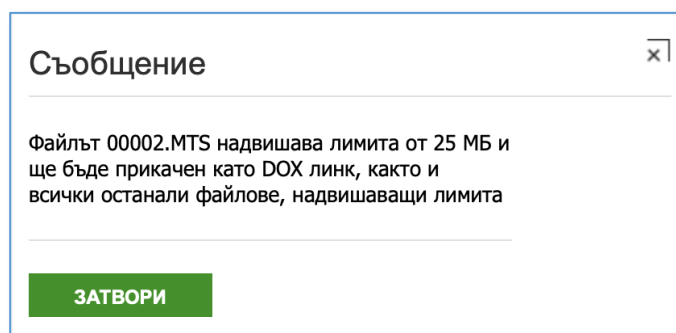 Съобщение
Файлът 00002.MTS надвишава лимита от 25 МБ и
ще бъде прикачен като DOX линк, както и
всички останали файлове, надвишаващи лимита
ЗАТВОРИ